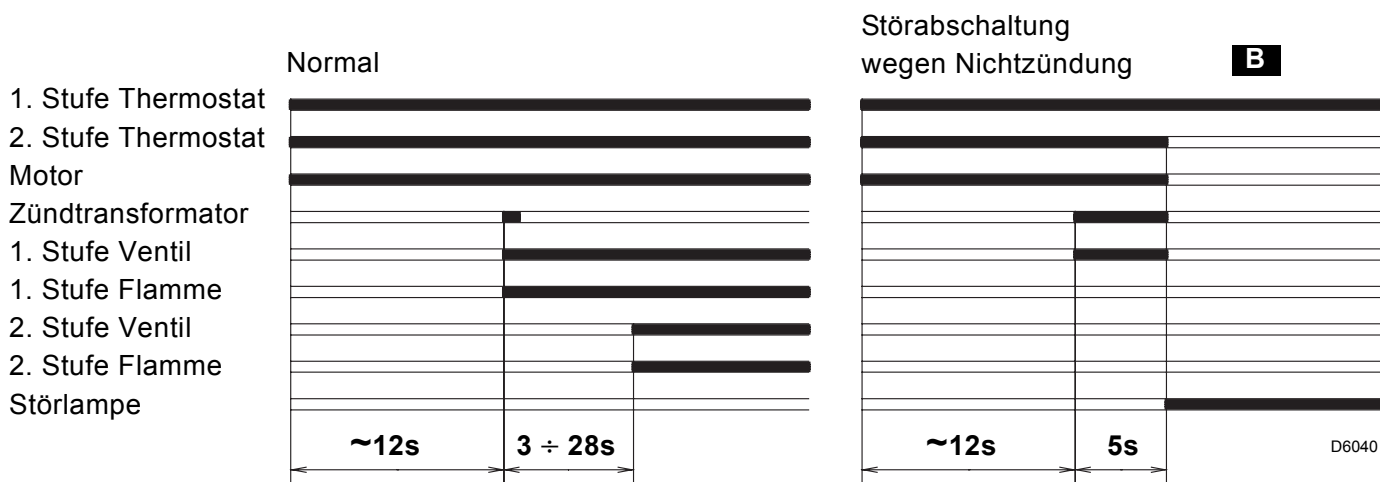 Störabschaltung
Normal
wegen Nichtzündung
B
1. Stufe Thermostat
2. Stufe Thermostat
Motor
Zündtransformator
1. Stufe Ventil
1. Stufe Flamme
2. Stufe Ventil
2. Stufe Flamme
Störlampe
~12s
3 ÷ 28s
~12s
5s
D6040